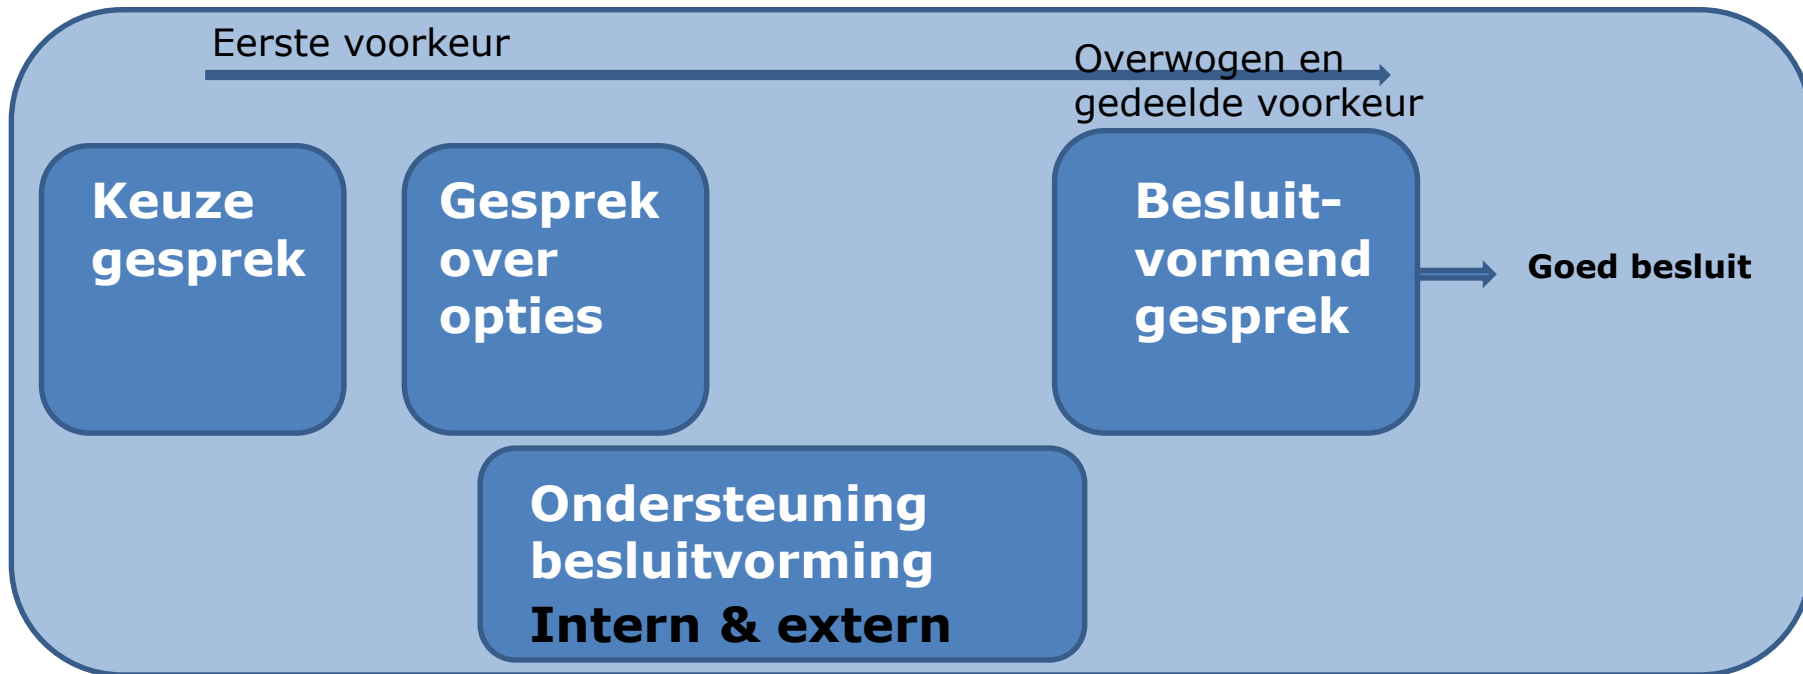 Eerste voorkeur
Overwogen en
gedeelde voorkeur
Keuze
gesprek
Gesprek
over
opties
Besluit-
vormend
gesprek
Goed besluit
Ondersteuning
besluitvorming
Intern & extern